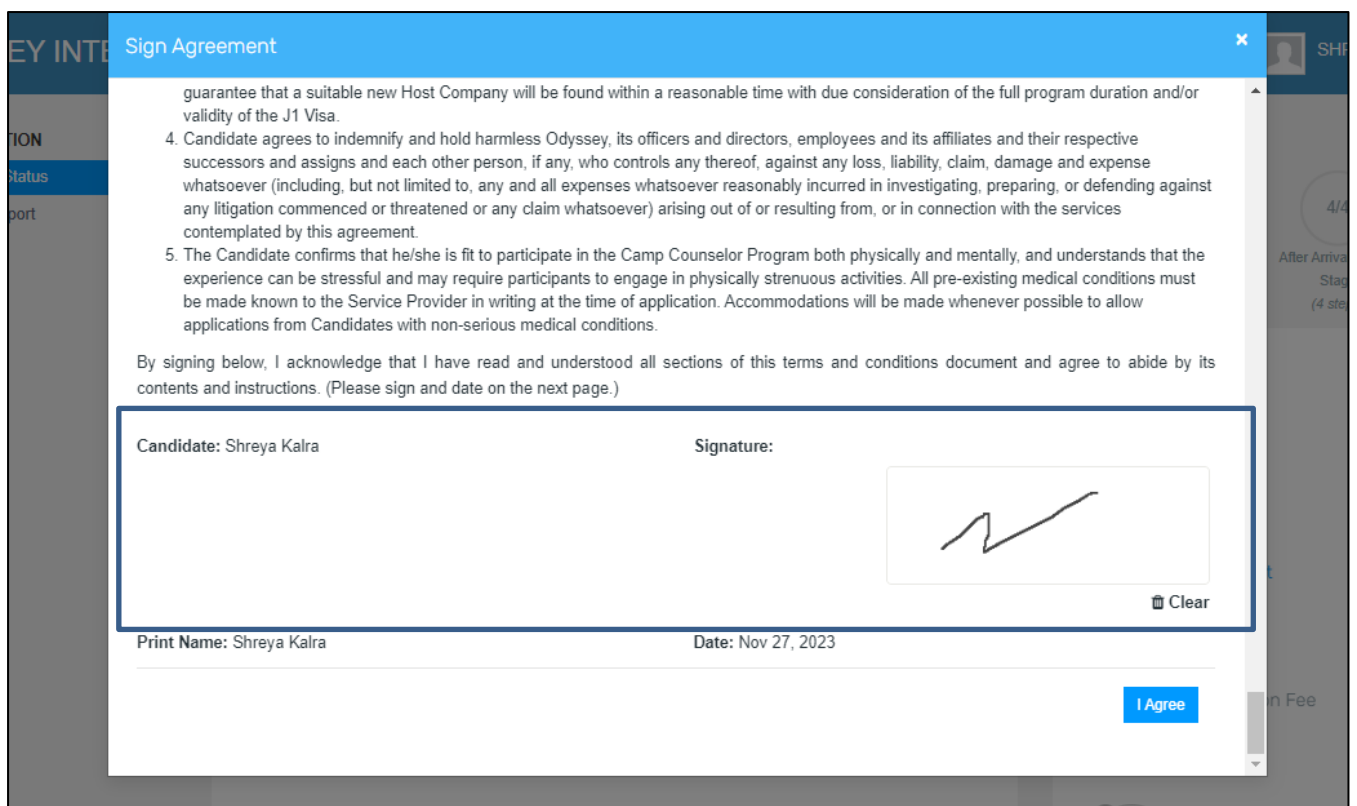 EY INTE
Sign Agreement
×
SHR
guarantee that a suitable new Host Company will be found within a reasonable time with due consideration of the full program duration and/or
validity of the J1 Visa.
4. Candidate agrees to indemnify and hold harmless Odyssey, its officers and directors, employees and its affiliates and their respective
successors and assigns and each other person, if any, who controls any thereof, against any loss, liability, claim, damage and expense
whatsoever (including, but not limited to, any and all expenses whatsoever reasonably incurred in investigating, preparing, or defending against
any litigation commenced or threatened or any claim whatsoever) arising out of or resulting from, or in connection with the services
contemplated by this agreement.
5. The Candidate confirms that he/she is fit to participate in the Camp Counselor Program both physically and mentally, and understands that the
experience can be stressful and may require participants to engage in physically strenuous activities. All pre-existing medical conditions must
be made known to the Service Provider in writing at the time of application. Accommodations will be made whenever possible to allow
applications from Candidates with non-serious medical conditions.
By signing below, I acknowledge that I have read and understood all sections of this terms and conditions document and agree to abide by its
contents and instructions. (Please sign and date on the next page.)
Candidate: Shreya Kalra
Signature:
Clear
Print Name: Shreya Kalra
Date: Nov 27, 2023
I Agree
TION
Status
port
4/4
After Arriva
Stag
(4 ste
t
on Fee